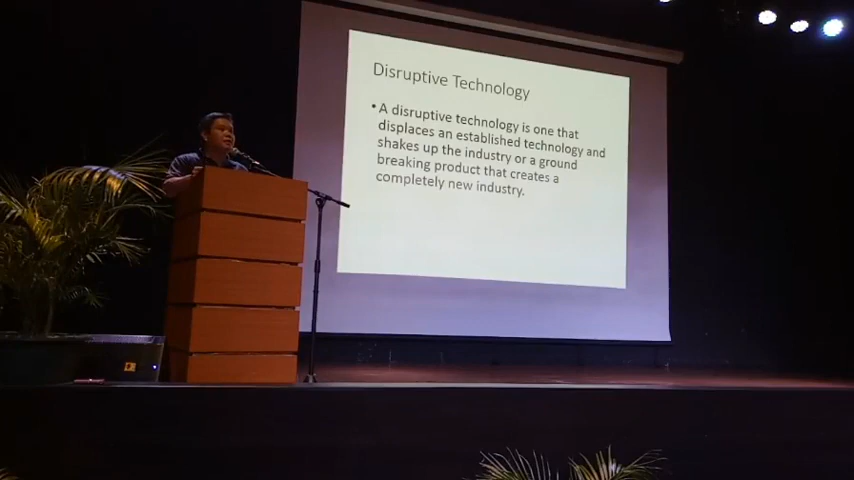 Disruptive Technology
• A disruptive technology is one that
displaces an established technology and
shakes up the industry or a ground
breaking product that creates a
completely new industry.